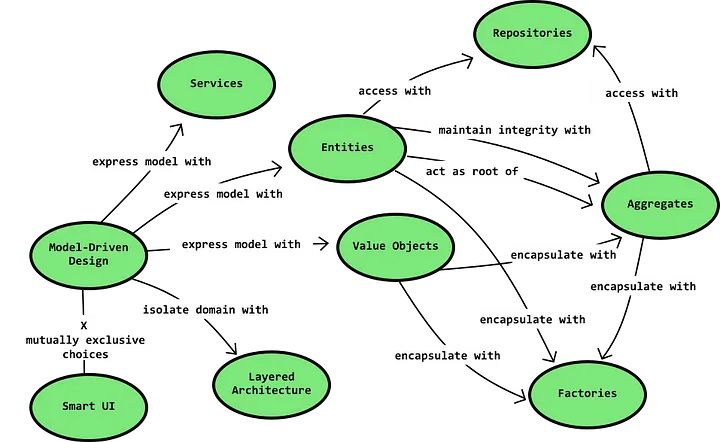 Repositories
Services
access with
access with
maintain integrity with
Entities
express model with
act as root of
express model with
Aggregates
Model-Driven
Design
express model with
Value Objects
encapsulate with
encapsulate with
isolate domain with
encapsulate with
X
mutually exclusive
choices
encapsulate with
Layered
Architecture
Factories
Smart UI